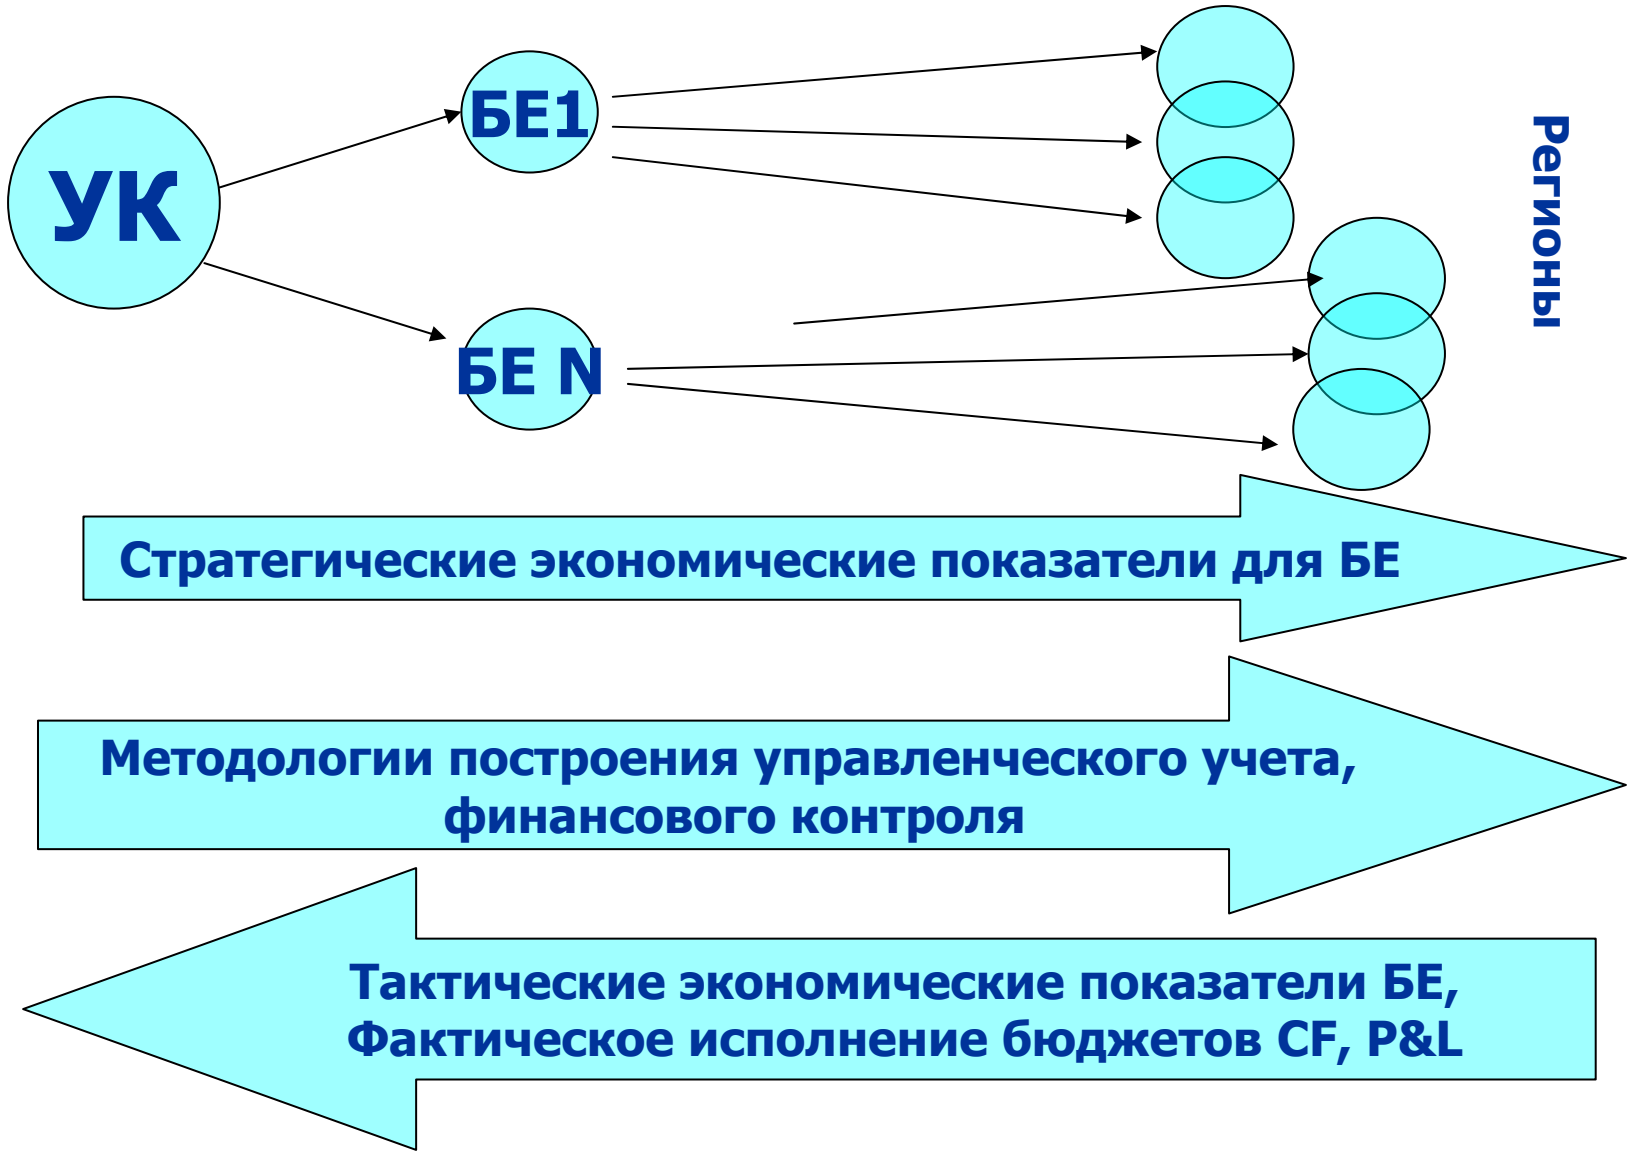 УК
БЕ1
БЕ N
Регионы
Стратегические экономические показатели для БЕ
Методологии построения управленческого учета,
финансового контроля
Тактические экономические показатели БЕ,
Фактическое исполнение бюджетов CF, P&L